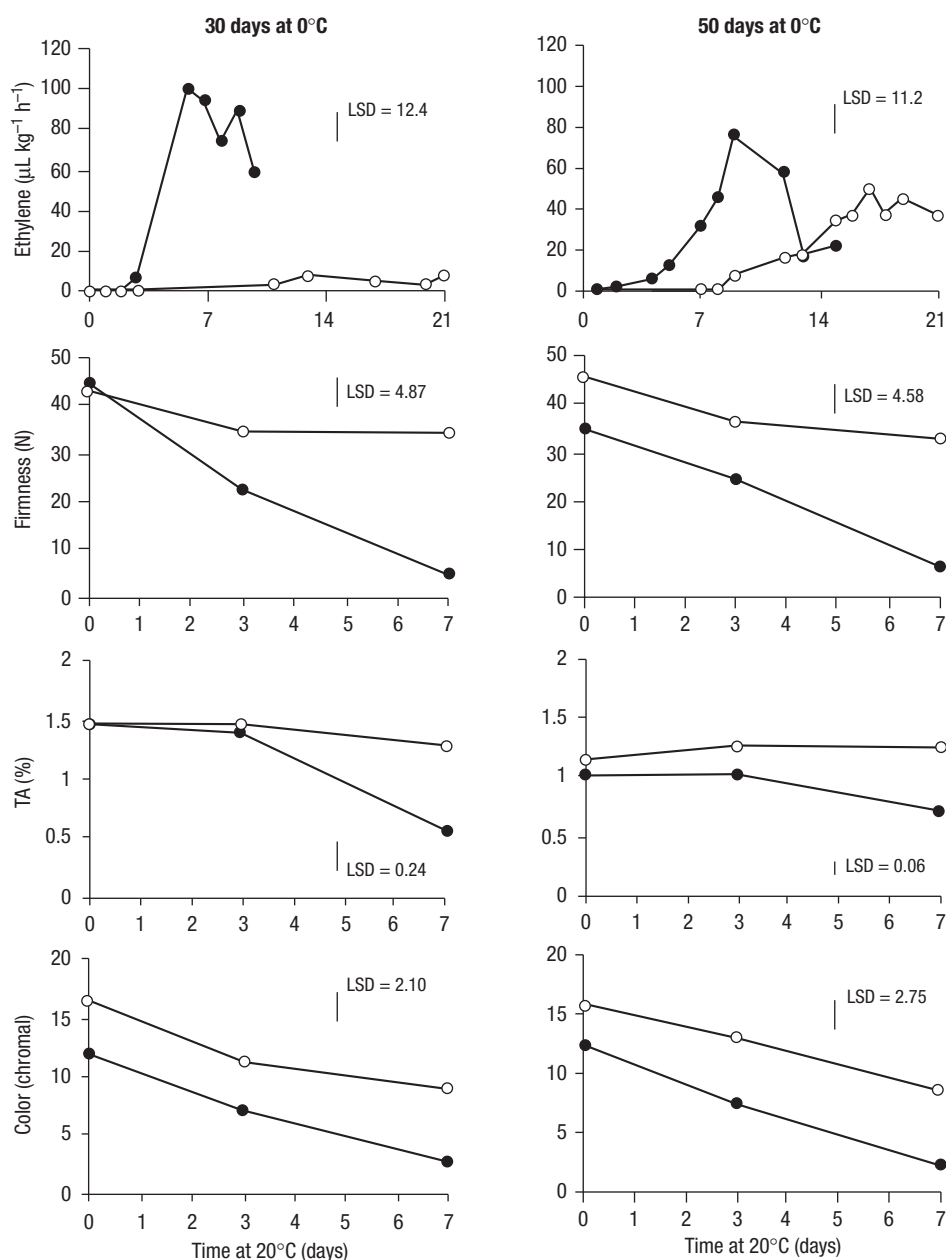 30 days at 0°C
120
100
80
60
40
20
0
Ethylene (µL kg⁻¹ h⁻¹)
LSD = 12.4
0 7 14 21
50 days at 0°C
120
100
80
60
40
20
0
LSD = 11.2
0 7 14 21
50
40
30
20
10
0
Firmness (N)
LSD = 4.87
0 1 2 3 4 5 6 7
50
40
30
20
10
0
LSD = 4.58
0 1 2 3 4 5 6 7
2
1.5
1
0.5
0
TA (%)
LSD = 0.24
0 1 2 3 4 5 6 7
2
1.5
1
0.5
0
LSD = 0.06
0 1 2 3 4 5 6 7
20
15
10
5
0
Color (chromal)
LSD = 2.10
0 1 2 3 4 5 6 7
Time at 20°C (days)
20
15
10
5
0
LSD = 2.75
0 1 2 3 4 5 6 7
Time at 20°C (days)